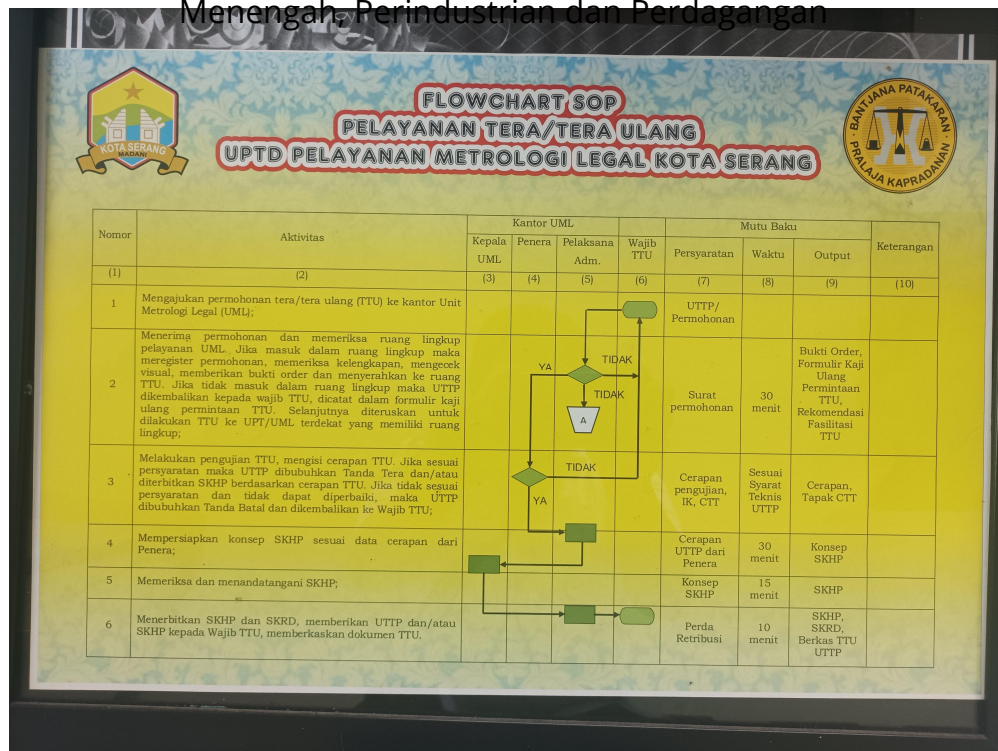 Menengah, Perindustrian dan Perdagangan
KOTA SERANG
MADANI
FLOWCHART SOP
PELAYANAN TERA/TERA ULANG
UPTD PELAYANAN METROLOGI LEGAL KOTA SERANG
BANTJANA PATAKARAN
PRALAJA KAPRADANAN
Nomor
Aktivitas
Kantor UML
Kepala
UML
Penera
Pelaksana
Adm.
Wajib
TTU
Mutu Baku
Persyaratan
Waktu
Output
Keterangan
(1)
(2)
(3)
(4)
(5)
(6)
(7)
(8)
(9)
(10)
1
Mengajukan permohonan tera/tera ulang (TTU) ke kantor Unit
Metrologi Legal (UML);
UTTP/
Permohonan
2
Menerima permohonan dan memeriksa ruang lingkup
pelayanan UML. Jika masuk dalam ruang lingkup maka
meregister permohonan, memeriksa kelengkapan, mengecek
visual, memberikan bukti order dan menyerahkan ke ruang
TTU. Jika tidak masuk dalam ruang lingkup maka UTTP
dikembalikan kepada wajib TTU, dicatat dalam formulir kaji
ulang permintaan TTU. Selanjutnya diteruskan untuk
dilakukan TTU ke UPT/UML terdekat yang memiliki ruang
lingkup;
YA
TIDAK
TIDAK
A
Surat
permohonan
30
menit
Bukti Order,
Formulir Kaji
Ulang
Permintaan
TTU,
Rekomendasi
Fasilitasi
TTU
3
Melakukan pengujian TTU, mengisi cerapan TTU. Jika sesuai
persyaratan maka UTTP dibubuhkan Tanda Tera dan/atau
diterbitkan SKHP berdasarkan cerapan TTU. Jika tidak sesuai
persyaratan dan tidak dapat diperbaiki, maka UTTP
dibubuhkan Tanda Batal dan dikembalikan ke Wajib TTU;
TIDAK
YA
Cerapan
pengujian,
IK, CTT
Sesuai
Syarat
Teknis
UTTP
Cerapan,
Tapak CTT
4
Mempersiapkan konsep SKHP sesuai data cerapan dari
Penera;
Cerapan
UTTP dari
Penera
30
menit
Konsep
SKHP
5
Memeriksa dan menandatangani SKHP;
Konsep
SKHP
15
menit
SKHP
6
Menerbitkan SKHP dan SKRD, memberikan UTTP dan/atau
SKHP kepada Wajib TTU, memberkaskan dokumen TTU.
Perda
Retribusi
10
menit
SKHP,
SKRD,
Berkas TTU
UTTP